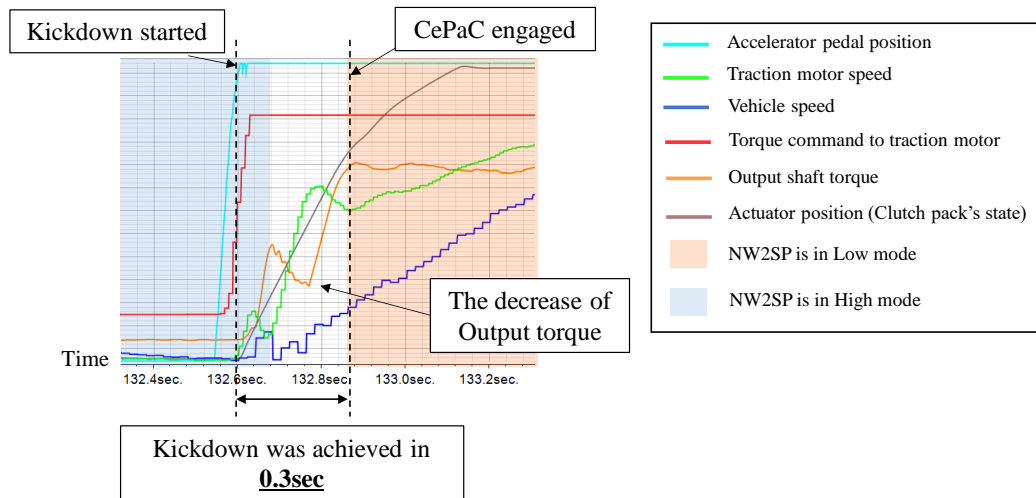 Kickdown started
CePaC engaged
Accelerator pedal position
Traction motor speed
Vehicle speed
Torque command to traction motor
Output shaft torque
Actuator position (Clutch pack's state)
NW2SP is in Low mode
NW2SP is in High mode
The decrease of
Output torque
Time
132.4sec.
132.6sec.
132.8sec.
133.0sec.
133.2sec.
Kickdown was achieved in
0.3sec